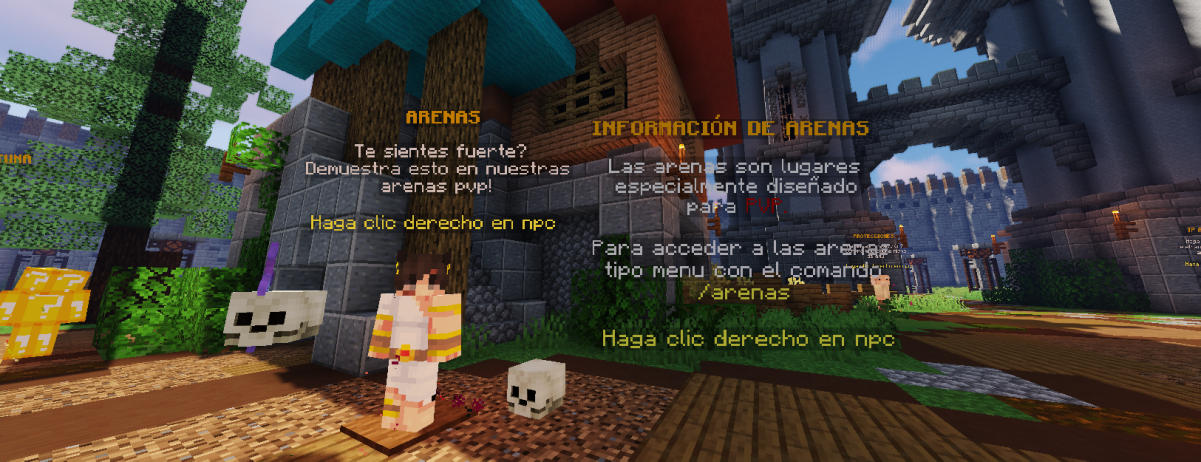 ARENAS
Te sientes fuerte?
Demuestra esto en nuestras
arenas pvp!
Haga clic derecho en npc
INFORMACIÓN DE ARENAS
Las arenas son lugares
especialmente diseñado
para PVP.
Para acceder a las arenas
tipo menu con el comando
/arenas
Haga clic derecho en npc
TUNA
PROTECCIONES